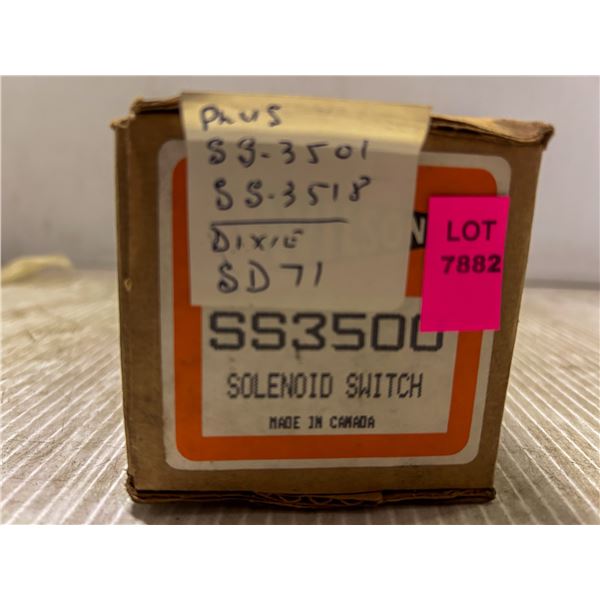 PLUS
SS-3501
SS-3518
DIXIE
SD71
LOT
7882
SS3500
SOLENOID SWITCH
MADE IN CANADA